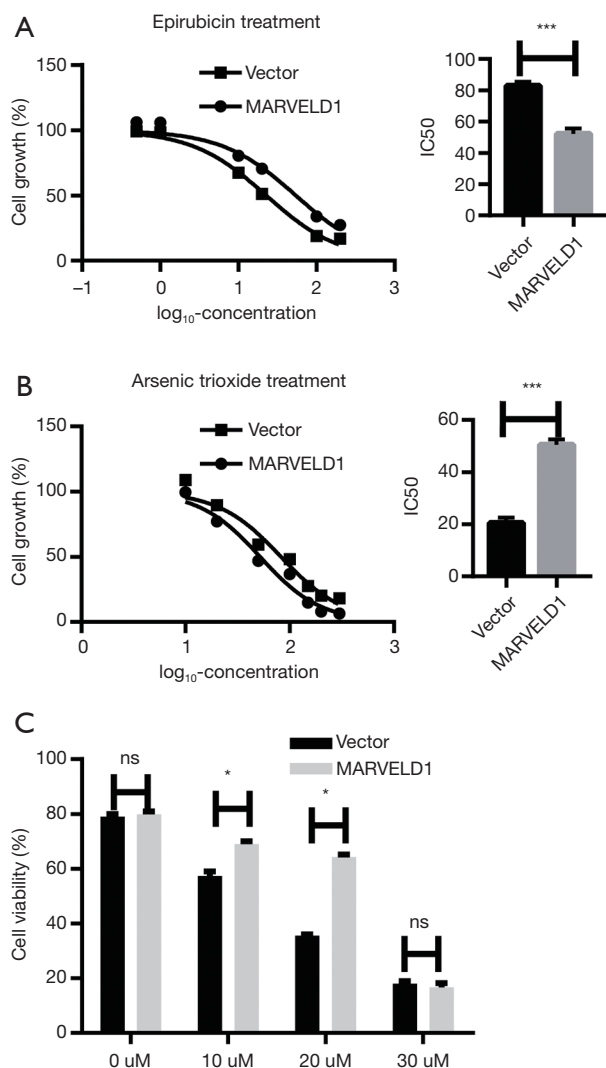 A
Epirubicin treatment
150
100
50
0
Cell growth (%)
Vector
MARVELD1
–1 0 1 2 3
log₁₀-concentration
***
100
80
60
40
20
0
IC50
Vector
MARVELD1
B
Arsenic trioxide treatment
150
100
50
0
Cell growth (%)
Vector
MARVELD1
0 1 2 3
log₁₀-concentration
***
60
40
20
0
IC50
Vector
MARVELD1
C
Vector
MARVELD1
100
80
60
40
20
0
Cell viability (%)
ns
*
*
ns
0 uM 10 uM 20 uM 30 uM